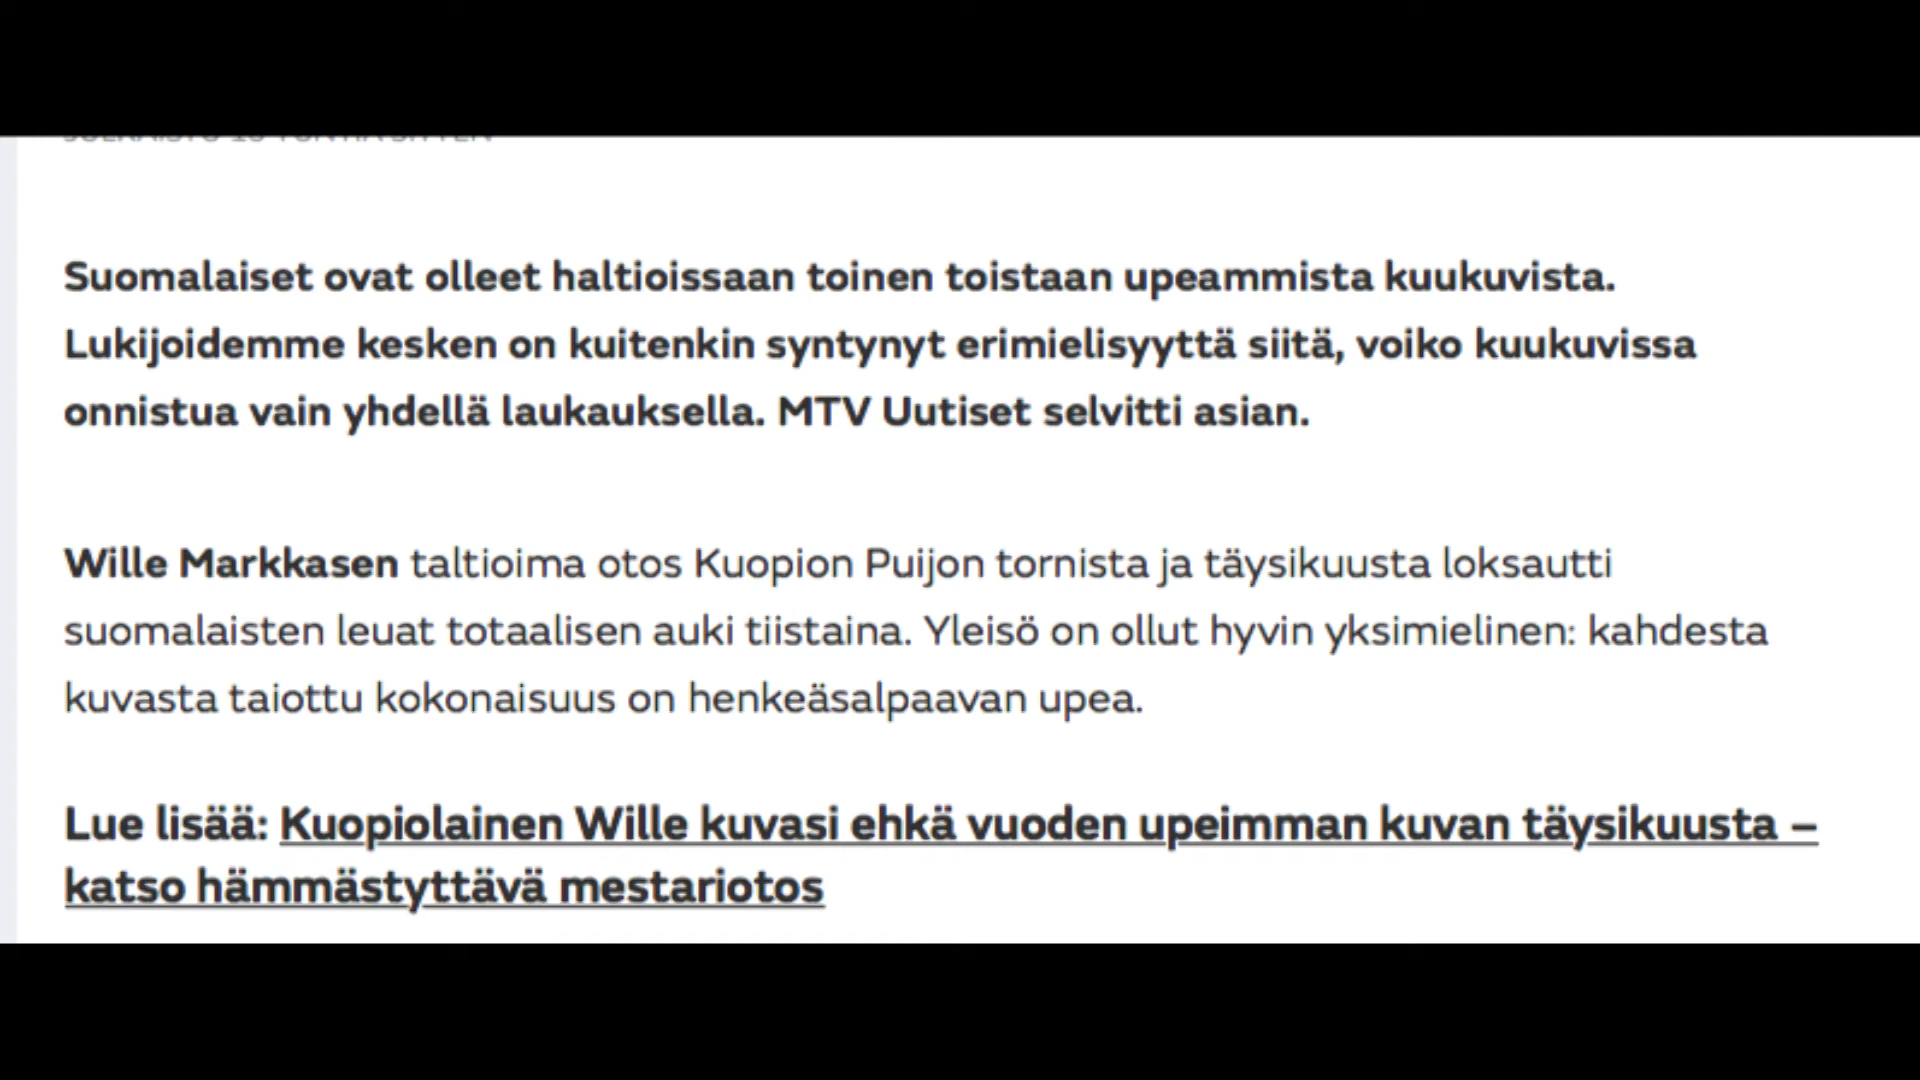 Suomalaiset ovat olleet haltioissaan toinen toistaan upeammista kuukuvista.
Lukijoidemme kesken on kuitenkin syntynyt erimielisyyttä siitä, voiko kuukuvissa
onnistua vain yhdellä laukauksella. MTV Uutiset selvitti asian.
Wille Markkasen taltioima otos Kuopion Puijon tornista ja täysikuusta loksautti
suomalaisten leuat totaalisen auki tiistaina. Yleisö on ollut hyvin yksimielinen: kahdesta
kuvasta taiottu kokonaisuus on henkeäsalpaavan upea.
Lue lisää: Kuopiolainen Wille kuvasi ehkä vuoden upeimman kuvan täysikuusta –
katso hämmästyttävä mestariotos